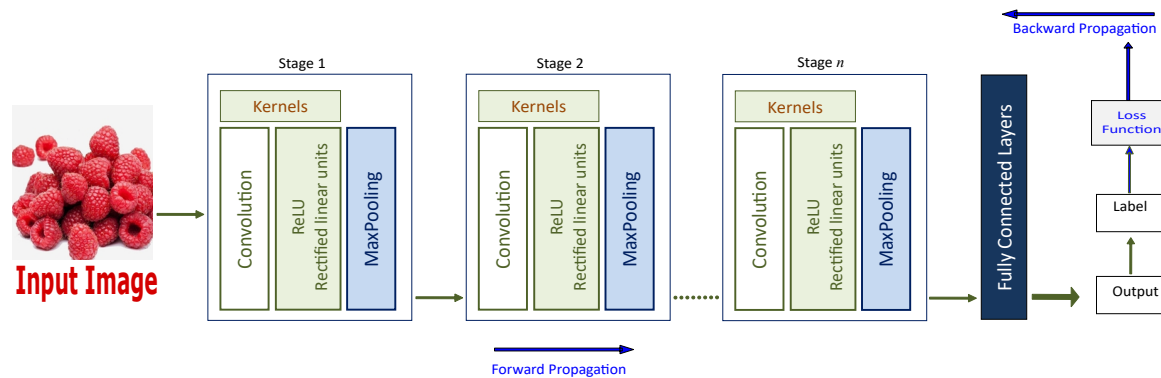 Backward Propagation
Stage 1
Stage 2
Stage n
Kernels
Convolution
ReLU
Rectified linear units
MaxPooling
Kernels
Convolution
ReLU
Rectified linear units
MaxPooling
Kernels
Convolution
ReLU
Rectified linear units
MaxPooling
Fully Connected Layers
Loss
Function
Label
Output
Input Image
Forward Propagation